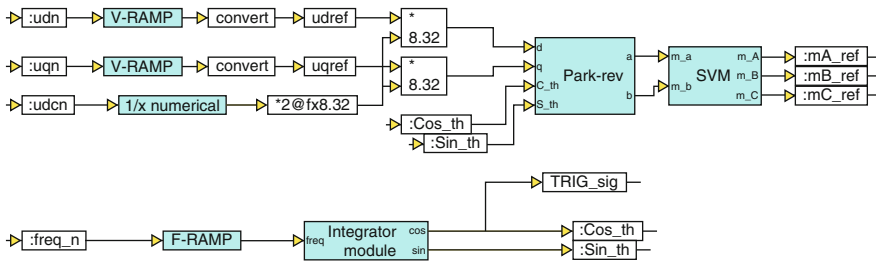 :udn V-RAMP convert udref * 8.32
:uqn V-RAMP convert uqref * 8.32
:udcn 1/x numerical *2@fx8.32
:Cos_th
:Sin_th
d q C_th S_th Park-rev a b
m_a m_b SVM m_A m_B m_C
:mA_ref
:mB_ref
:mC_ref
TRIG_sig
:freq_n F-RAMP freq Integrator module cos sin
:Cos_th
:Sin_th